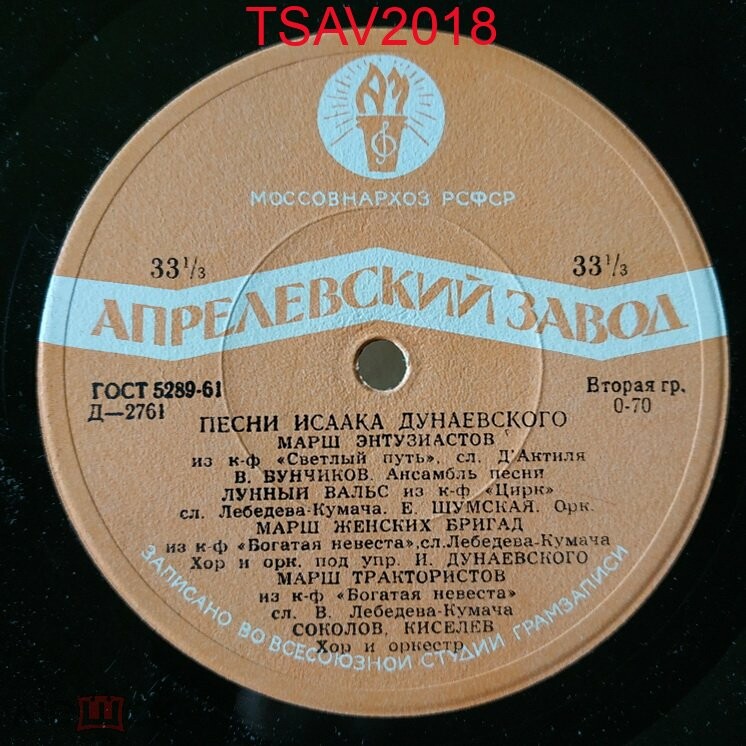 TSAV2018
МОССОВНАРХОЗ РСФСР
33⅓ 33⅓
АПРЕЛЕВСКИЙ ЗАВОД
ГОСТ 5289-61
Д—2761
Вторая гр.
0-70
ПЕСНИ ИСААКА ДУНАЕВСКОГО
МАРШ ЭНТУЗИАСТОВ
из к-ф «Светлый путь», сл. Д'Актиля
В. БУНЧИКОВ. Ансамбль песни
ЛУННЫЙ ВАЛЬС из к-ф «Цирк»
сл. Лебедева-Кумача. Е. ШУМСКАЯ. Орк.
МАРШ ЖЕНСКИХ БРИГАД
из к-ф «Богатая невеста»,сл.Лебедева-Кумача
Хор и орк. под упр. И. ДУНАЕВСКОГО
МАРШ ТРАКТОРИСТОВ
из к-ф «Богатая невеста»
сл. В. Лебедева-Кумача
СОКОЛОВ, КИСЕЛЕВ
Хор и оркестр
ЗАПИСАНО ВО ВСЕСОЮЗНОЙ СТУДИИ ГРАМЗАПИСИ